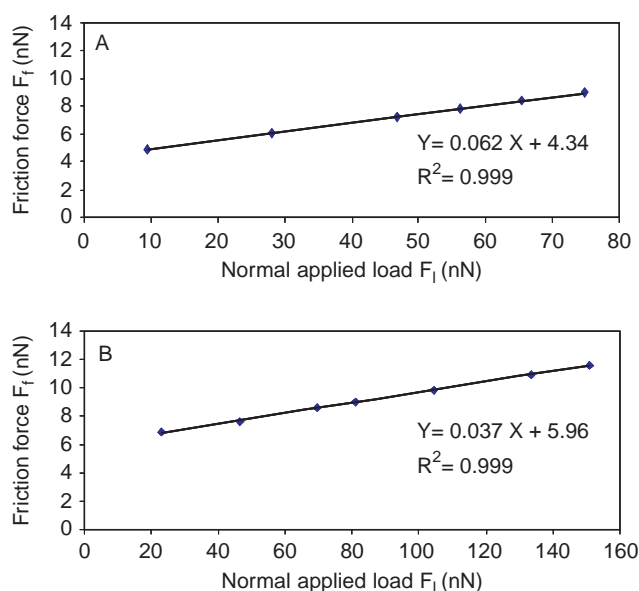 A
Friction force Ff (nN)
14
12
10
8
6
4
2
0
Y= 0.062 X + 4.34
R²= 0.999
0 10 20 30 40 50 60 70 80
Normal applied load Fl (nN)
B
Friction force Ff (nN)
14
12
10
8
6
4
2
0
Y= 0.037 X + 5.96
R²= 0.999
0 20 40 60 80 100 120 140 160
Normal applied load Fl (nN)